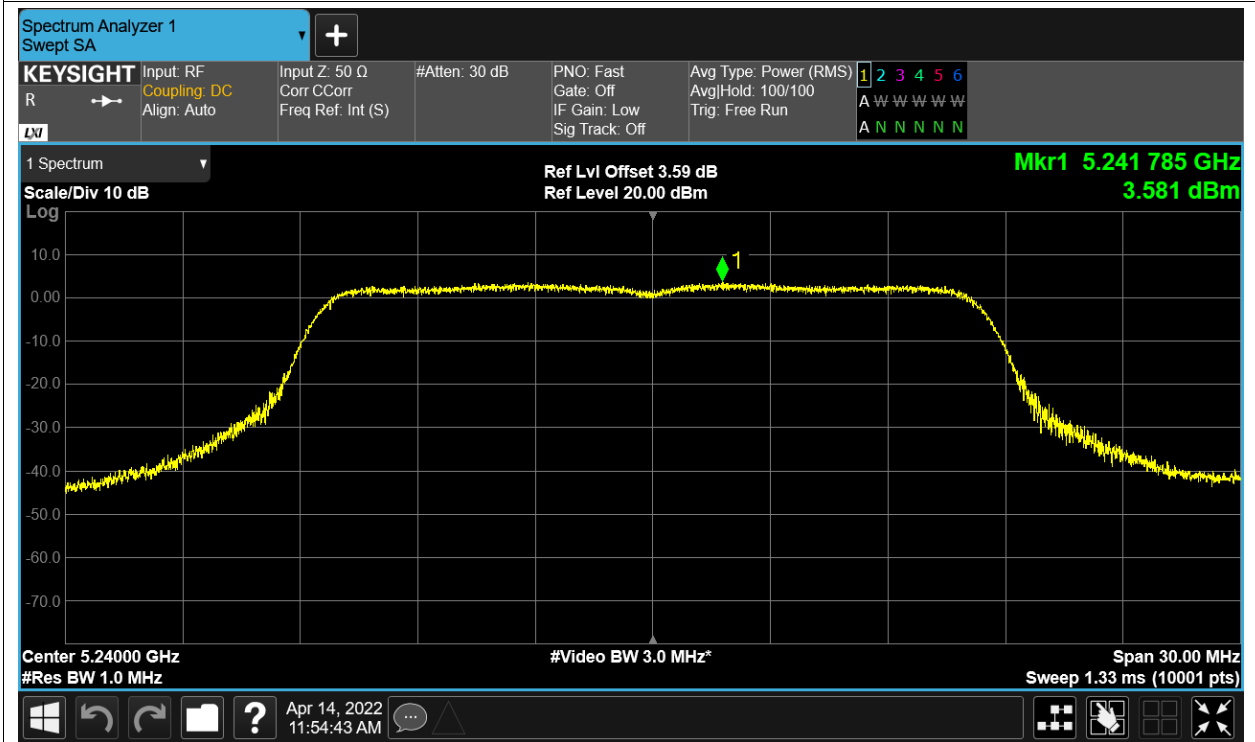 Spectrum Analyzer 1
Swept SA
KEYSIGHT
R
LXI
Input: RF
Coupling: DC
Align: Auto
Input Z: 50 Ω
Corr CCorr
Freq Ref: Int (S)
#Atten: 30 dB
PNO: Fast
Gate: Off
IF Gain: Low
Sig Track: Off
Avg Type: Power (RMS)
Avg|Hold: 100/100
Trig: Free Run
1 2 3 4 5 6
A W W W W W
A N N N N N
1 Spectrum
Scale/Div 10 dB
Log
Ref Lvl Offset 3.59 dB
Ref Level 20.00 dBm
Mkr1 5.241 785 GHz
3.581 dBm
1
10.0
0.00
-10.0
-20.0
-30.0
-40.0
-50.0
-60.0
-70.0
Center 5.24000 GHz
#Res BW 1.0 MHz
#Video BW 3.0 MHz*
Span 30.00 MHz
Sweep 1.33 ms (10001 pts)
?
Apr 14, 2022
11:54:43 AM